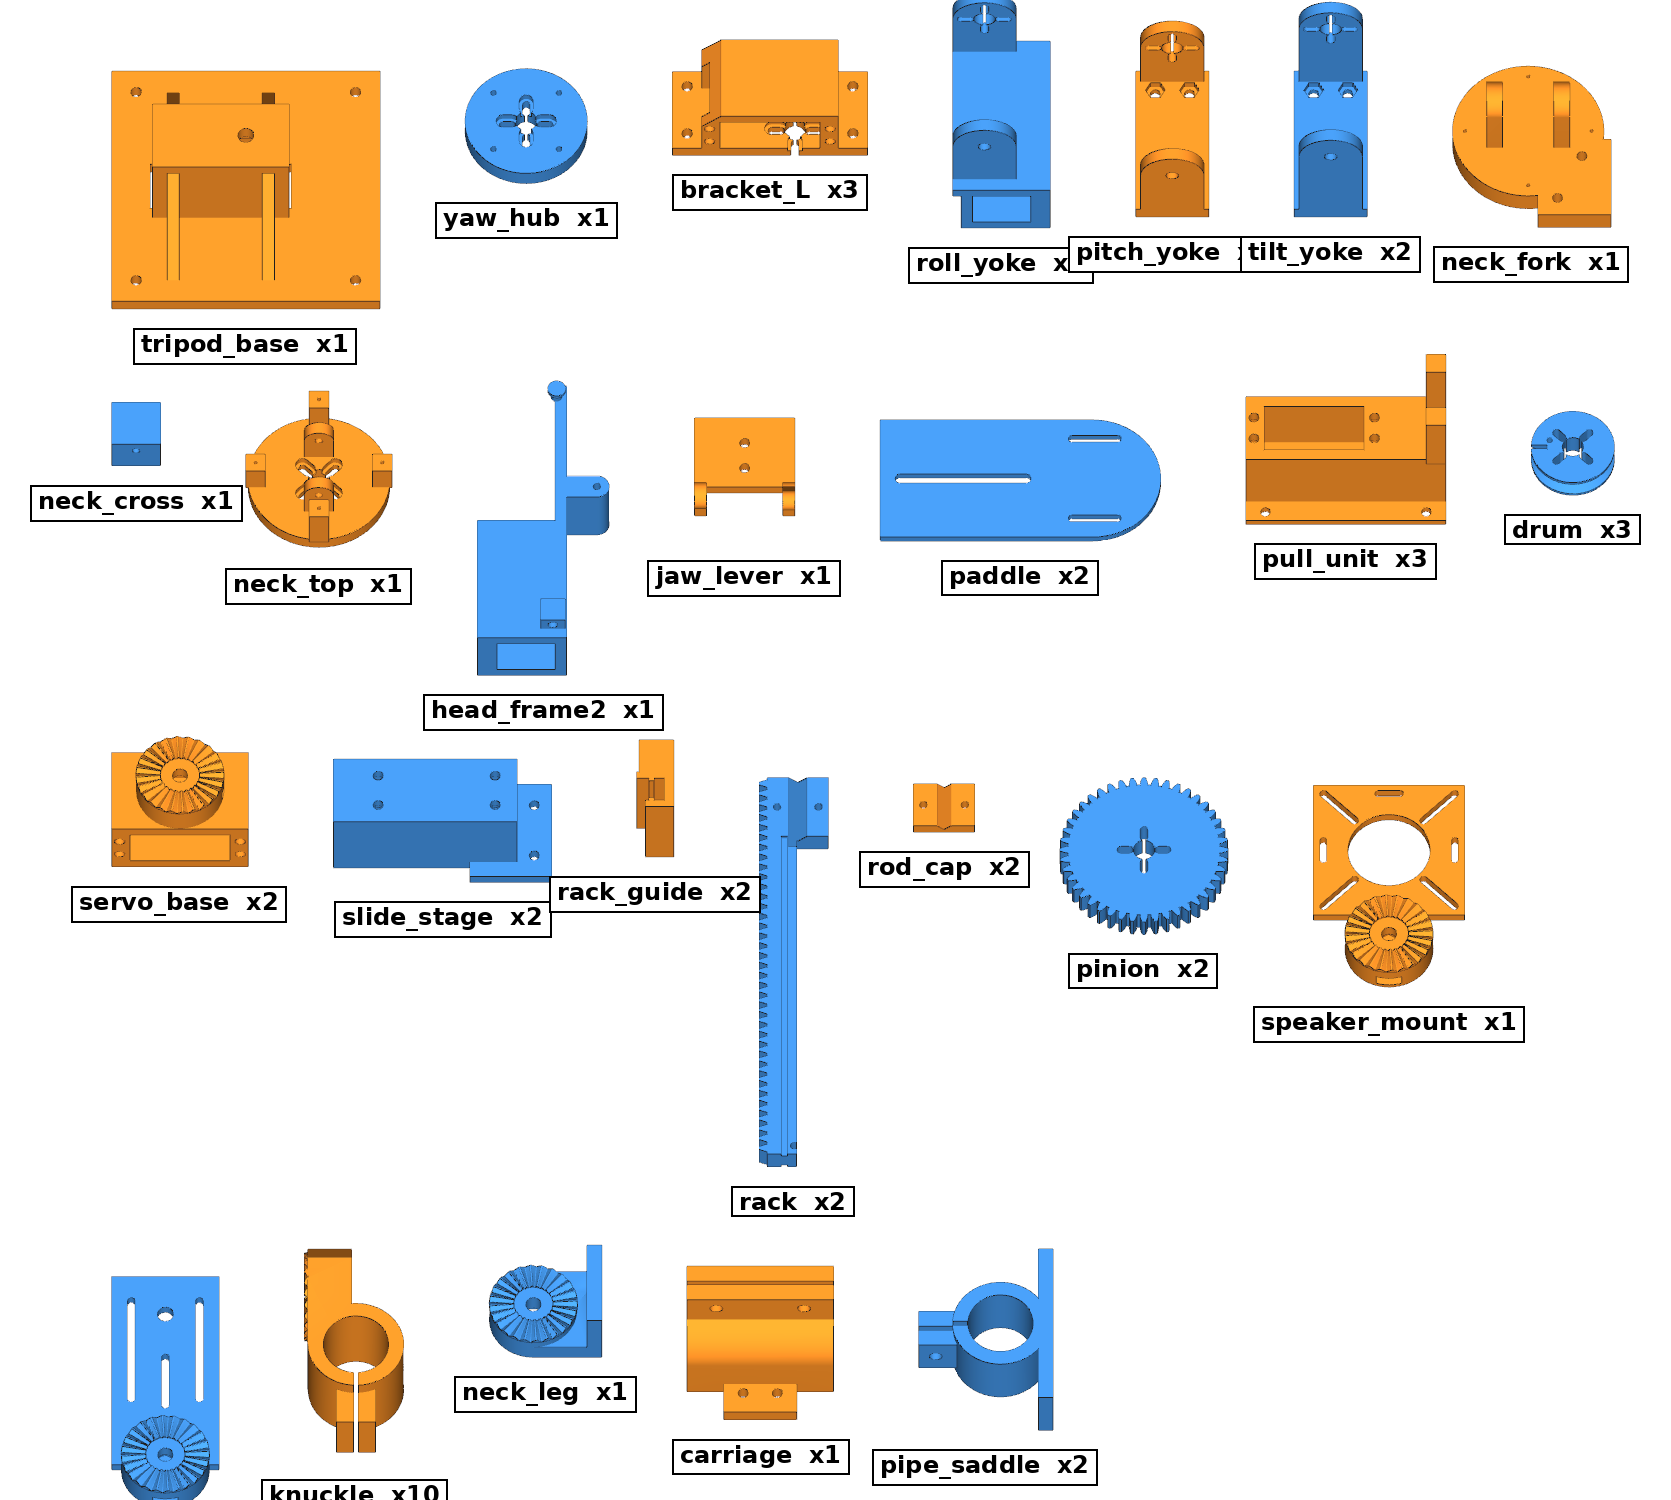 tripod_base x1
yaw_hub x1
bracket_L x3
roll_yoke x
pitch_yoke
tilt_yoke x2
neck_fork x1
neck_cross x1
neck_top x1
head_frame2 x1
jaw_lever x1
paddle x2
pull_unit x3
drum x3
servo_base x2
slide_stage x2
rack_guide x2
rack x2
rod_cap x2
pinion x2
speaker_mount x1
knuckle x10
neck_leg x1
carriage x1
pipe_saddle x2